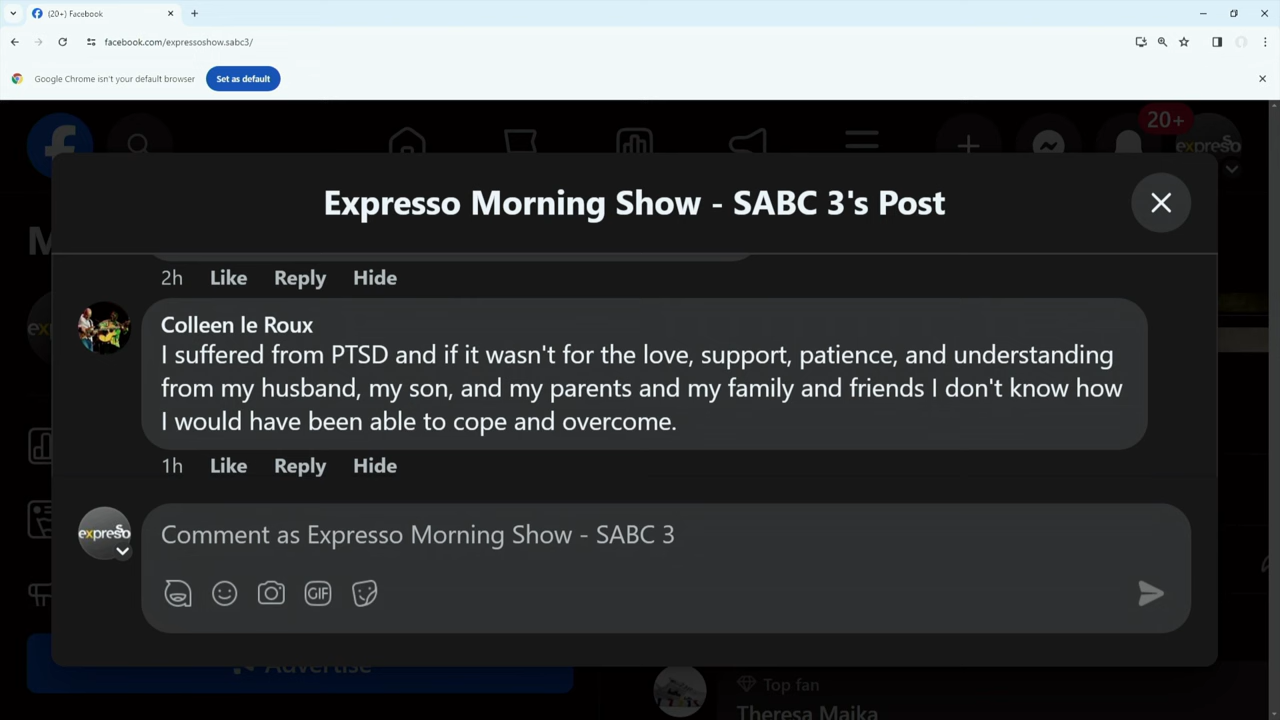 (20+) Facebook
facebook.com/expressoshow.sabc3/
Google Chrome isn't your default browser
Set as default
20+
expreso
Expresso Morning Show - SABC 3's Post
2h Like Reply Hide
Colleen le Roux
I suffered from PTSD and if it wasn't for the love, support, patience, and understanding
from my husband, my son, and my parents and my family and friends I don't know how
I would have been able to cope and overcome.
1h Like Reply Hide
expreso
Comment as Expresso Morning Show - SABC 3
GIF
Advertise
Top fan
Theresa Maika